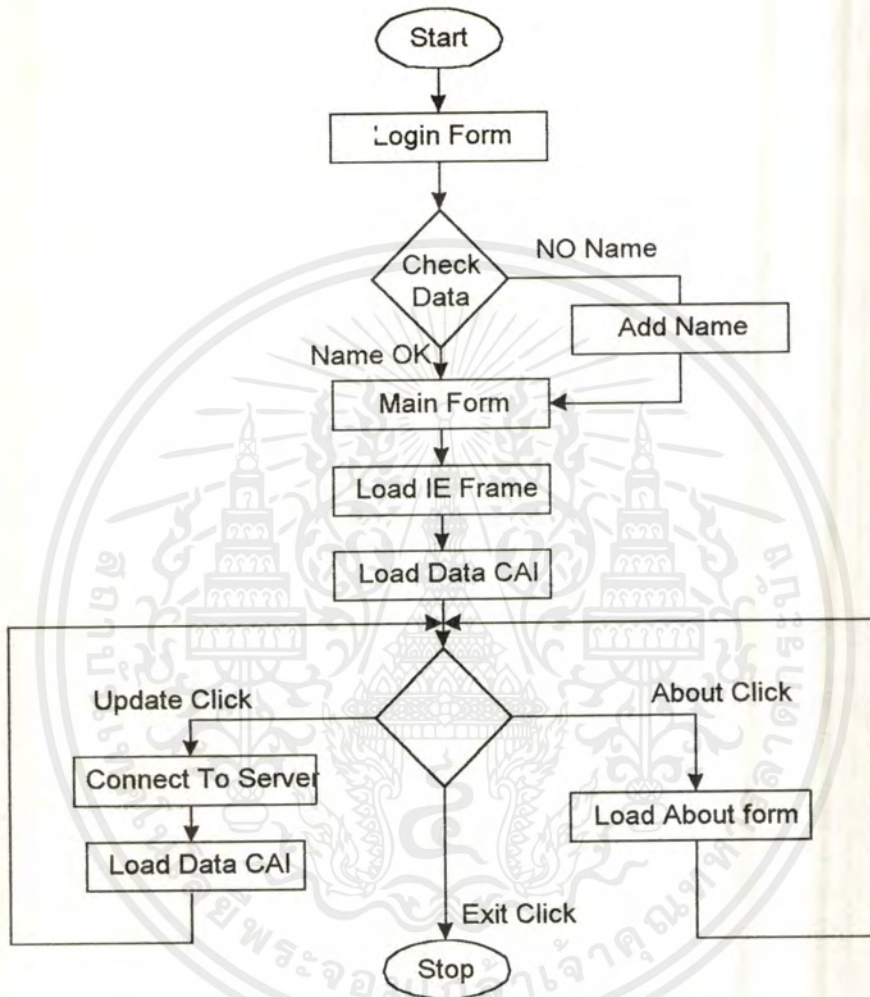 Start
Login Form
Check
Data
NO Name
Add Name
Name OK
Main Form
Load IE Frame
Load Data CAI
Update Click
About Click
Connect To Server
Load About form
Load Data CAI
Exit Click
Stop